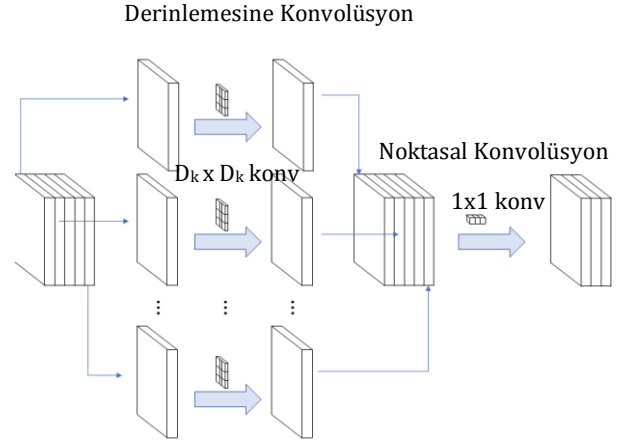 Derinlemesine Konvolüsyon
Noktasal Konvolüsyon
Dk x Dk konv
1x1 konv
...
...
...